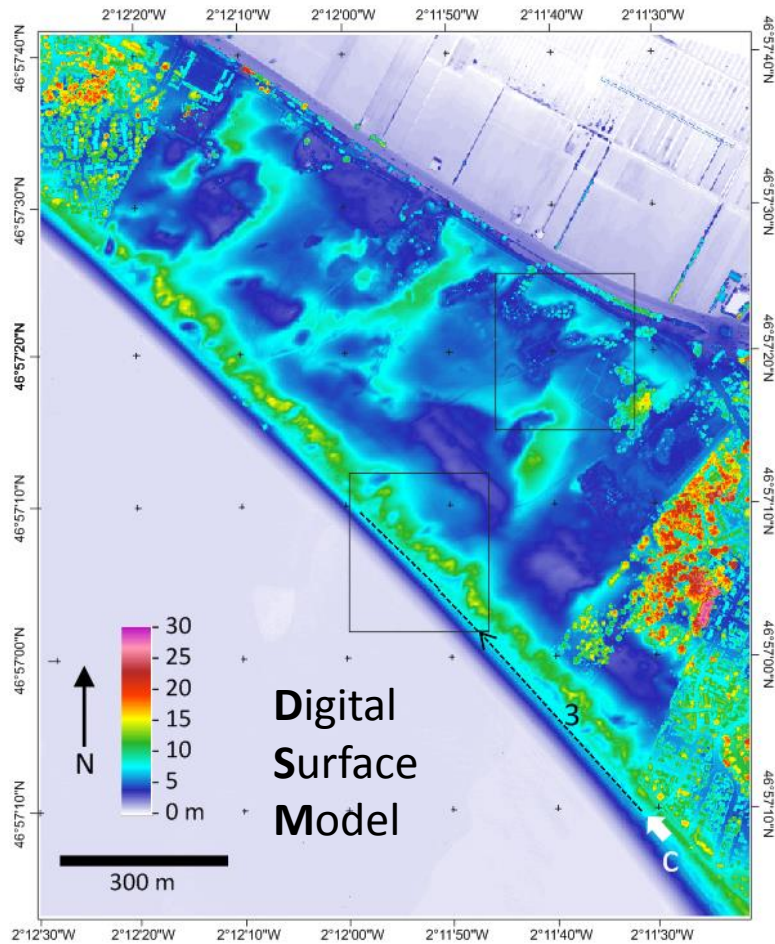 2°12'20"W 2°12'10"W 2°12'00"W 2°11'50"W 2°11'40"W 2°11'30"W
46°57'40"N 46°57'40"N
46°57'30"N 46°57'30"N
46°57'20"N 46°57'20"N
46°57'10"N 46°57'10"N
46°57'00"N 46°57'00"N
46°57'10"N 46°57'10"N
30
25
20
15
10
5
0 m
N
300 m
Digital
Surface
Model
3
C
2°12'30"W 2°12'20"W 2°12'10"W 2°12'00"W 2°11'50"W 2°11'40"W 2°11'30"W